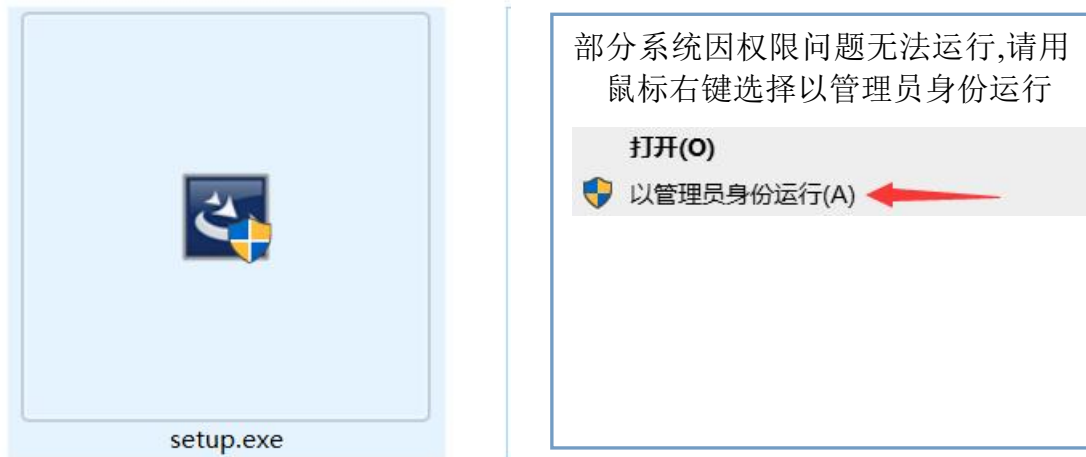 setup.exe
部分系统因权限问题无法运行,请用
鼠标右键选择以管理员身份运行
打开(O)
以管理员身份运行(A)